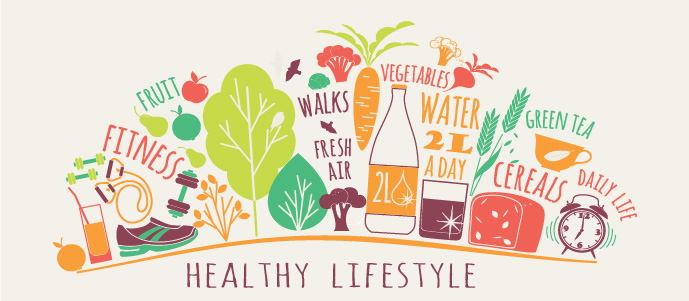 FRUIT
FITNESS
WALKS
FRESH
AIR
VEGETABLES
WATER
2L
A DAY
2L
GREEN TEA
CEREALS
DAILY LIFE
HEALTHY LIFESTYLE